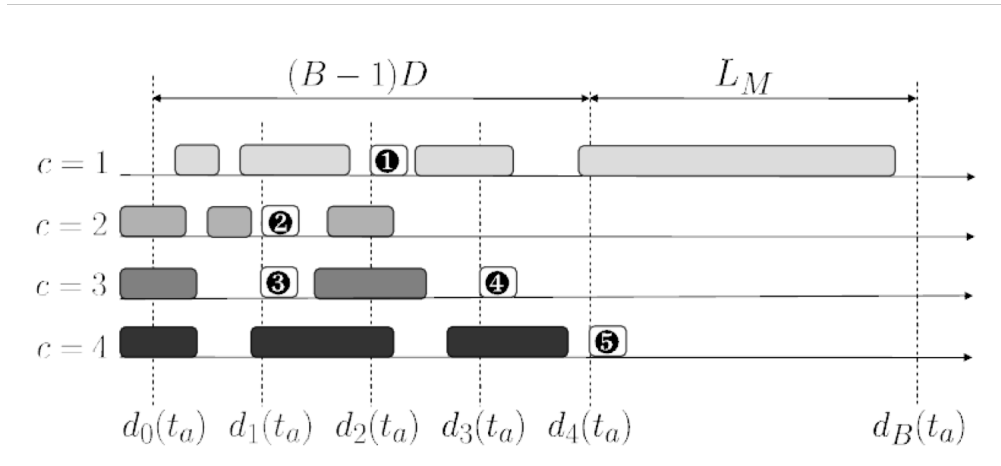 (B − 1)D L_M
c = 1 ❶
c = 2 ❷
c = 3 ❸ ❹
c = 4 ❺
d_0(t_a) d_1(t_a) d_2(t_a) d_3(t_a) d_4(t_a) d_B(t_a)